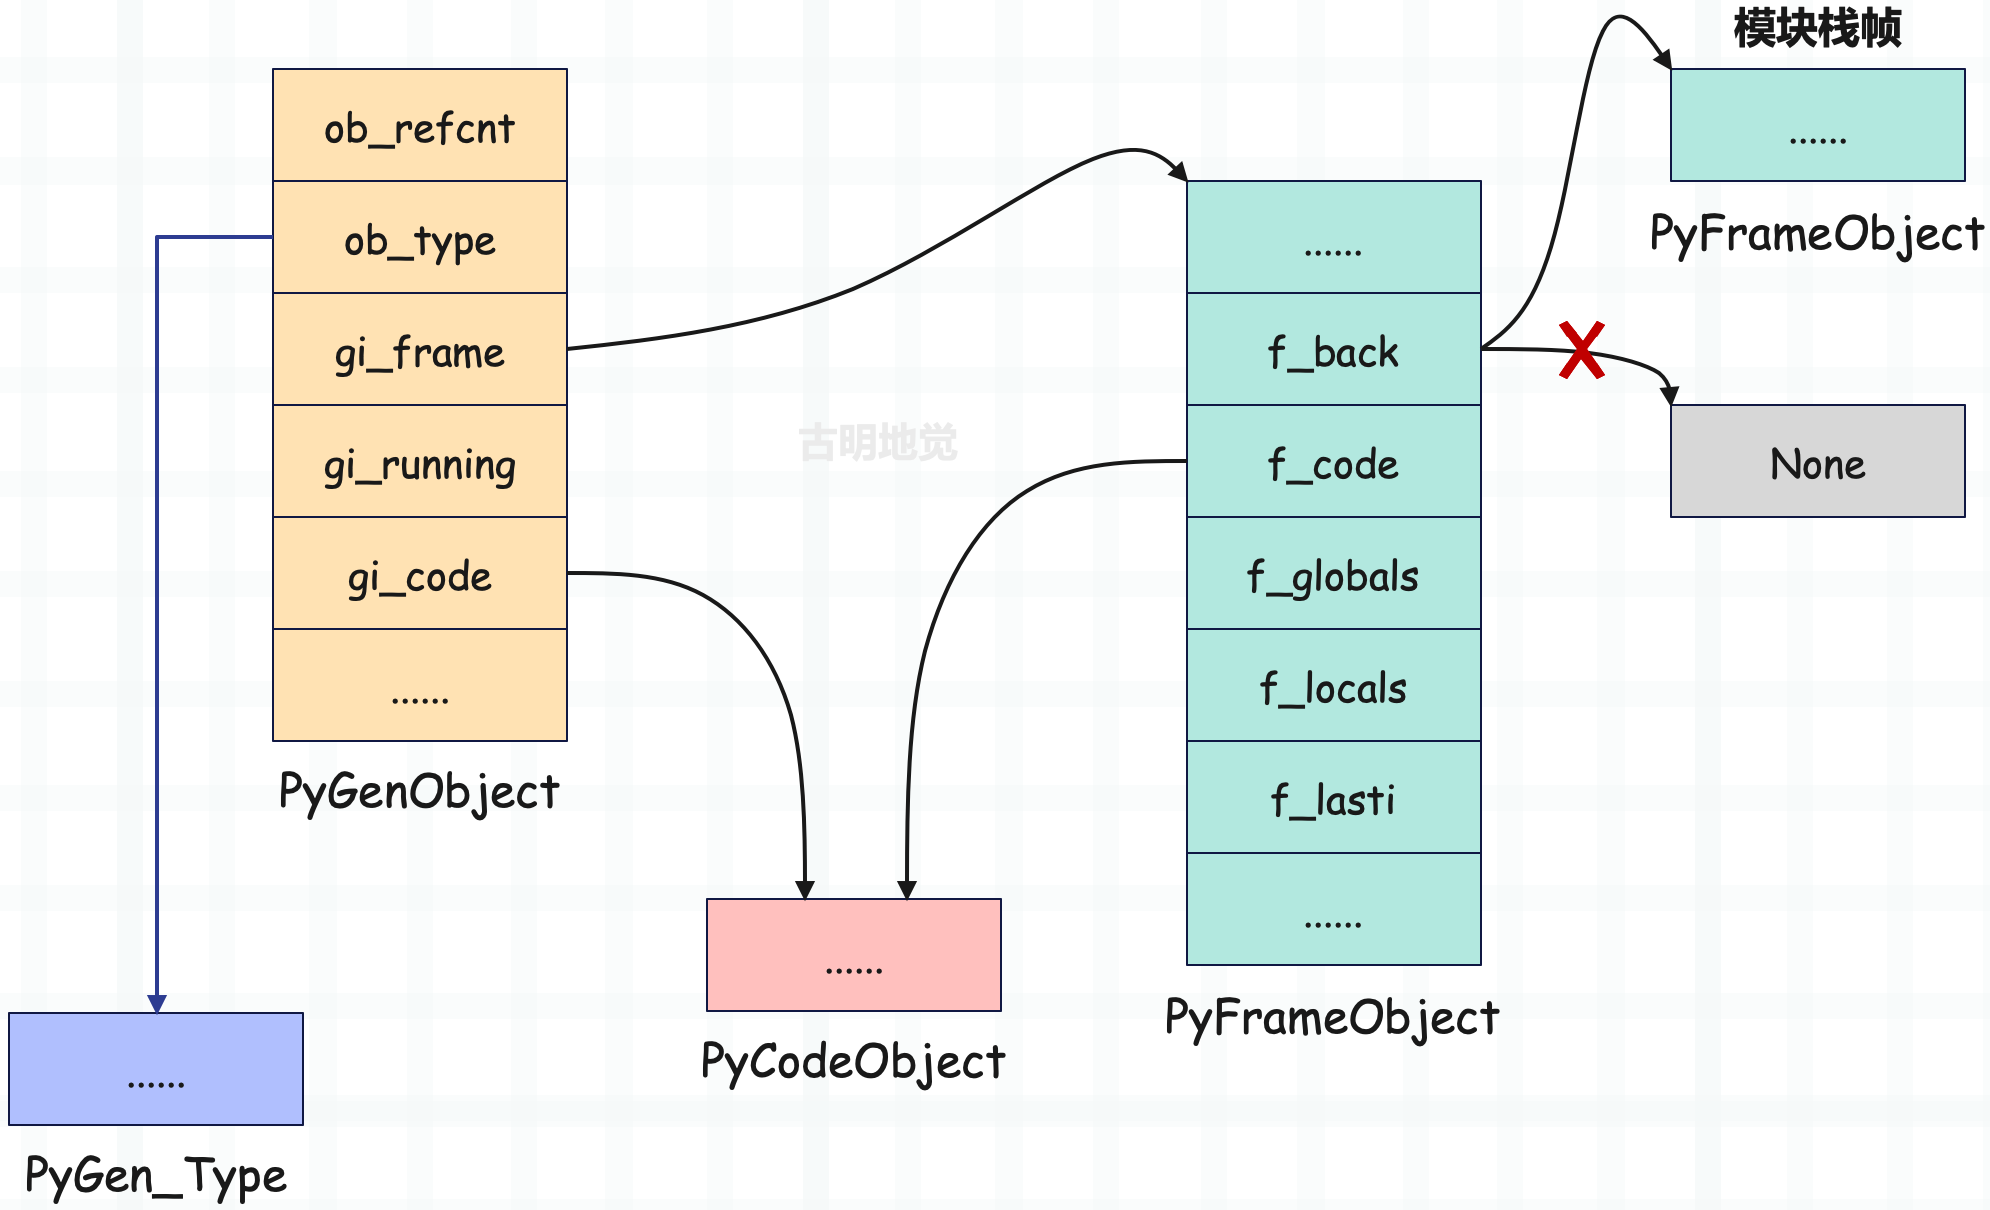 ob_refcnt
ob_type
gi_frame
gi_running
gi_code
......
PyGenObject
......
PyGen_Type
古明地觉
......
PyCodeObject
......
f_back
f_code
f_globals
f_locals
f_lasti
......
PyFrameObject
模块栈帧
......
PyFrameObject
None